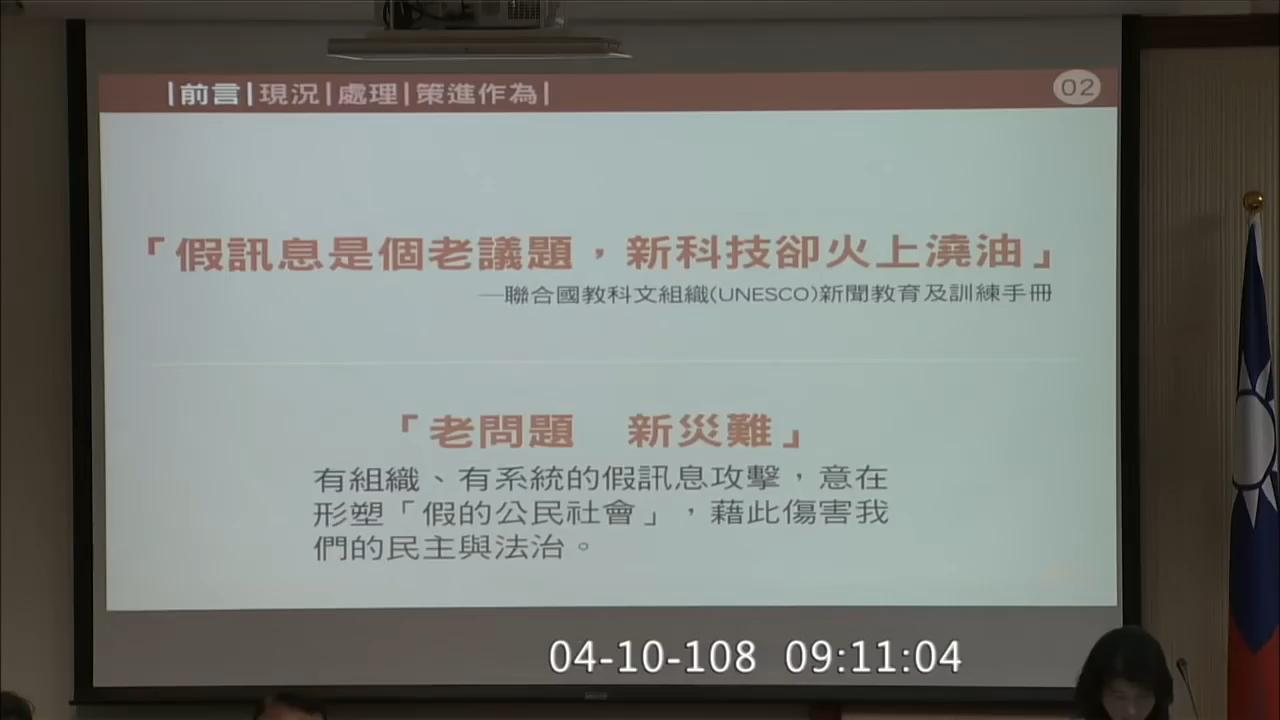 |前言|現況|處理|策進作為|
02
「假訊息是個老議題，新科技卻火上澆油」
—聯合國教科文組織(UNESCO)新聞教育及訓練手冊
「老問題　新災難」
有組織、有系統的假訊息攻擊，意在
形塑「假的公民社會」，藉此傷害我
們的民主與法治。
04-10-108 09:11:04